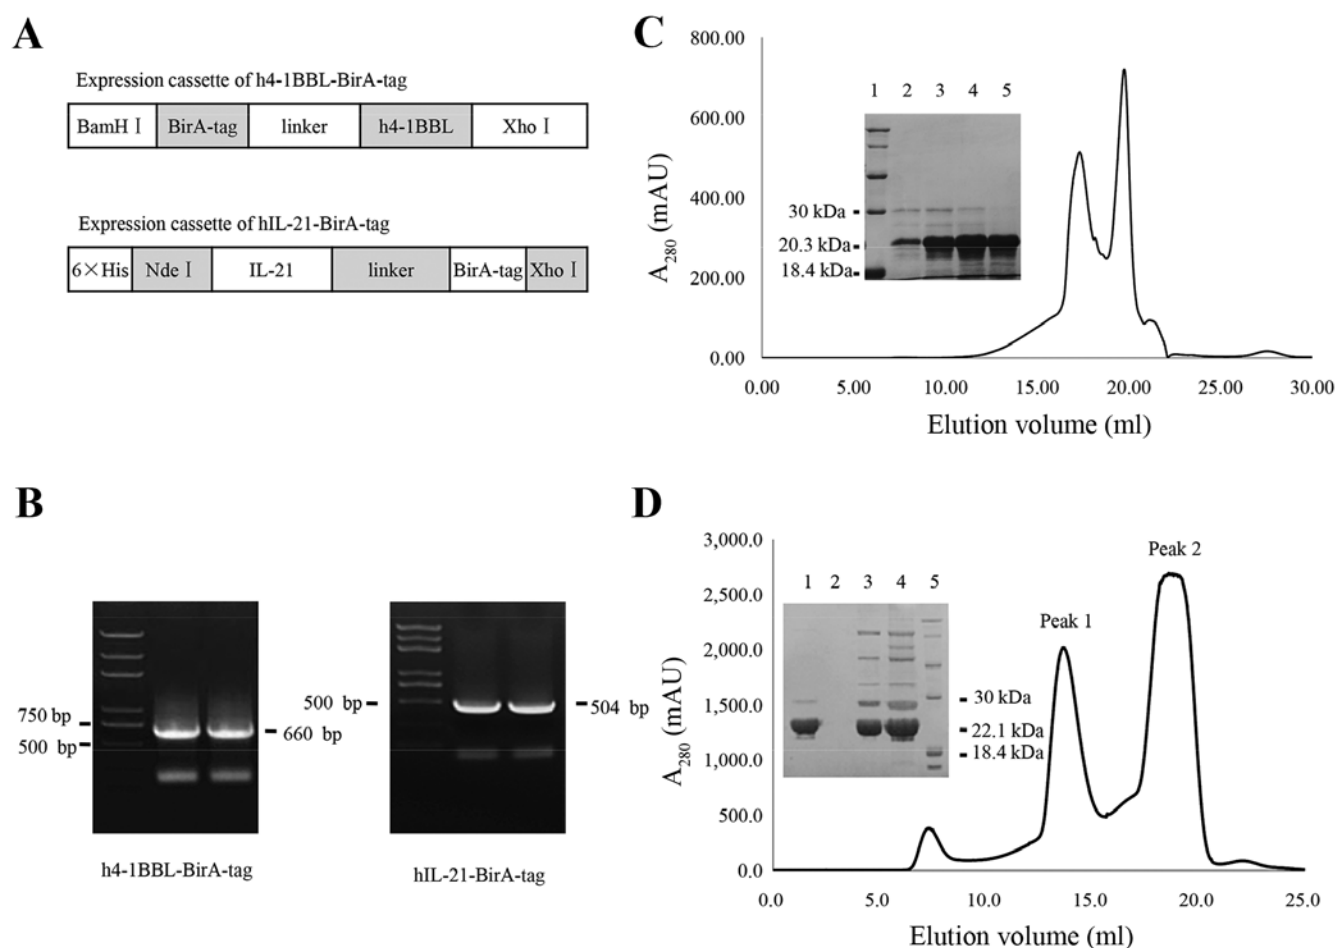 A
Expression cassette of h4-1BBL-BirA-tag
BamH Ⅰ BirA-tag linker h4-1BBL Xho Ⅰ
Expression cassette of hIL-21-BirA-tag
6×His Nde Ⅰ IL-21 linker BirA-tag Xho Ⅰ
B
750 bp
500 bp
660 bp
h4-1BBL-BirA-tag
500 bp
504 bp
hIL-21-BirA-tag
C
800.00
600.00
400.00
200.00
0.00
A280 (mAU)
1 2 3 4 5
30 kDa
20.3 kDa
18.4 kDa
0.00 5.00 10.00 15.00 20.00 25.00 30.00
Elution volume (ml)
D
3,000.0
2,500.0
2,000.0
1,500.0
1,000.0
500.0
0.0
A280 (mAU)
1 2 3 4 5
30 kDa
22.1 kDa
18.4 kDa
Peak 1
Peak 2
0.0 5.0 10.0 15.0 20.0 25.0
Elution volume (ml)